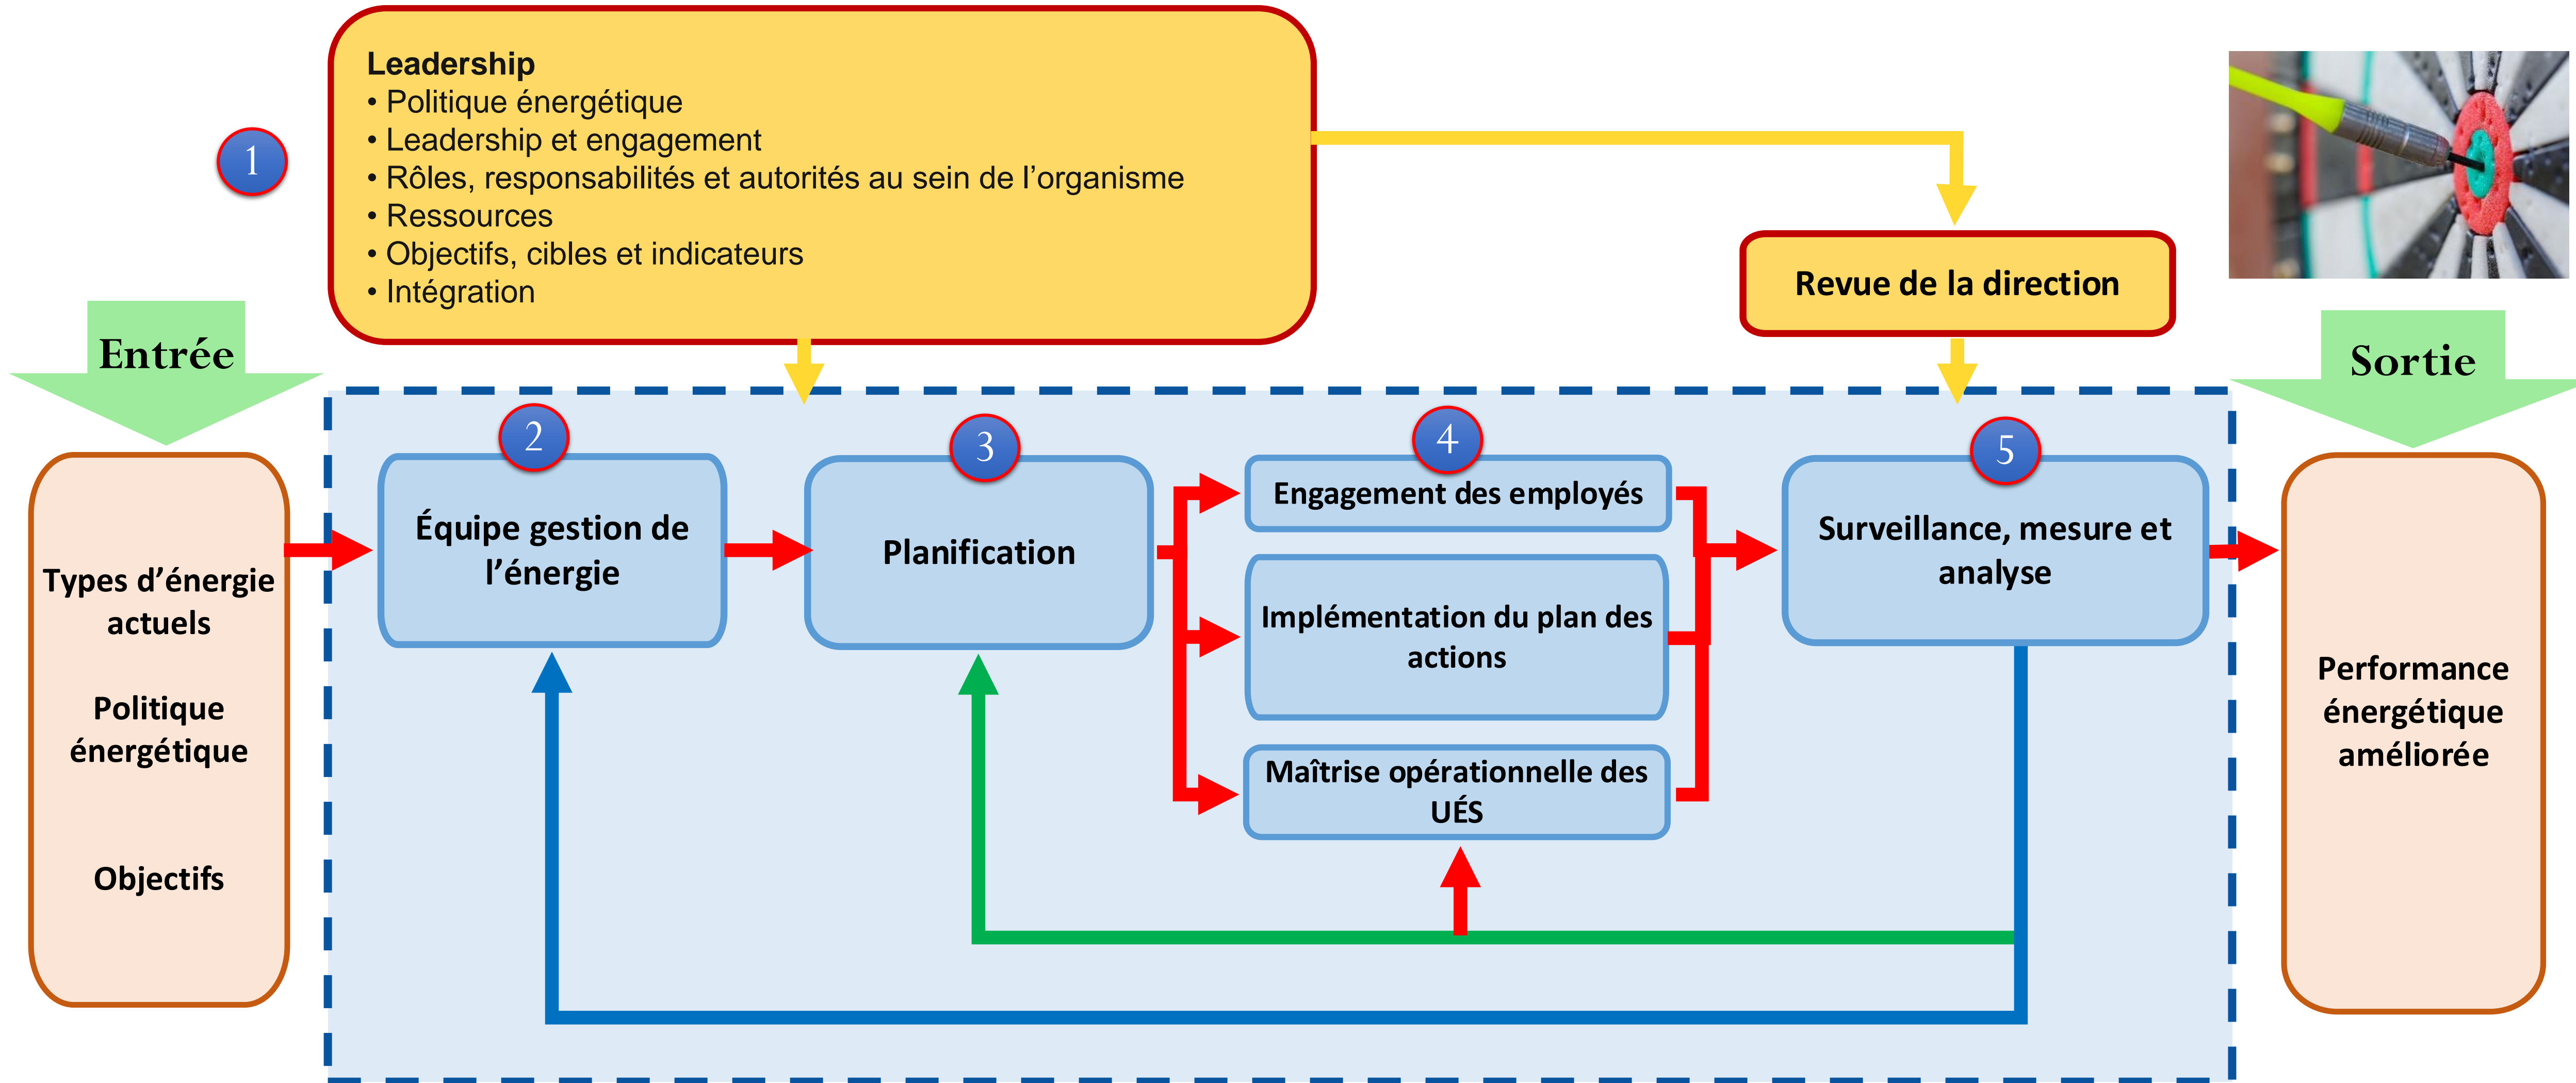 Leadership
• Politique énergétique
• Leadership et engagement
• Rôles, responsabilités et autorités au sein de l’organisme
• Ressources
• Objectifs, cibles et indicateurs
• Intégration
1
Revue de la direction
Entrée
Sortie
2
3
4
5
Types d’énergie
actuels
Politique
énergétique
Objectifs
Équipe gestion de
l’énergie
Planification
Engagement des employés
Implémentation du plan des
actions
Maîtrise opérationnelle des
UÉS
Surveillance, mesure et
analyse
Performance
énergétique
améliorée